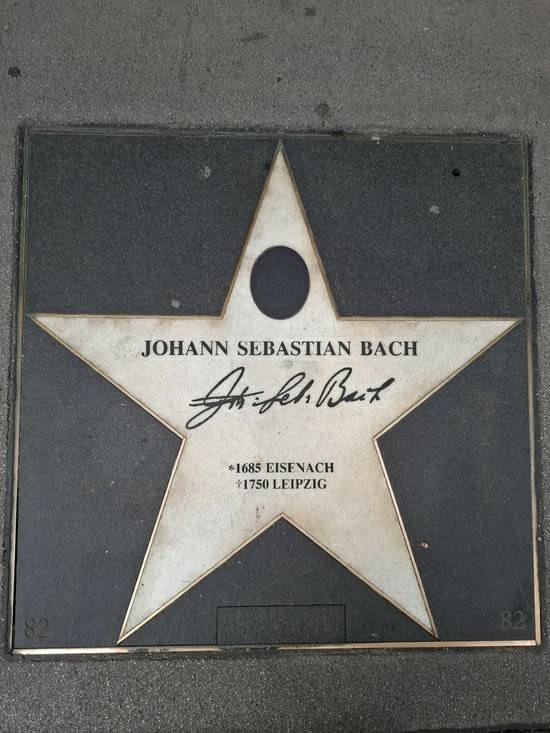 JOHANN SEBASTIAN BACH
Joh: Seb: Bach
*1685 EISENACH
†1750 LEIPZIG
82
82